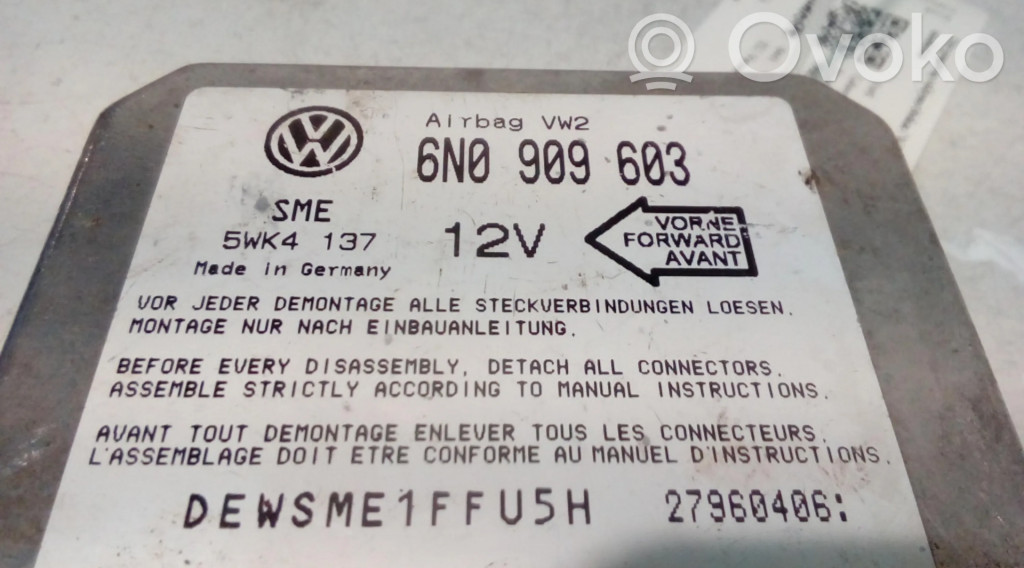 Ovoko
Airbag VW2
6N0 909 603
SME
5WK4 137
Made in Germany
12V
VORNE
FORWARD
AVANT
VOR JEDER DEMONTAGE ALLE STECKVERBINDUNGEN LOESEN.
MONTAGE NUR NACH EINBAUANLEITUNG.
BEFORE EVERY DISASSEMBLY, DETACH ALL CONNECTORS.
ASSEMBLE STRICTLY ACCORDING TO MANUAL INSTRUCTIONS.
AVANT TOUT DEMONTAGE ENLEVER TOUS LES CONNECTEURS.
L'ASSEMBLAGE DOIT ETRE CONFORME AU MANUEL D'INSTRUCTIONS.
DEWSME1FFU5H
27960406: